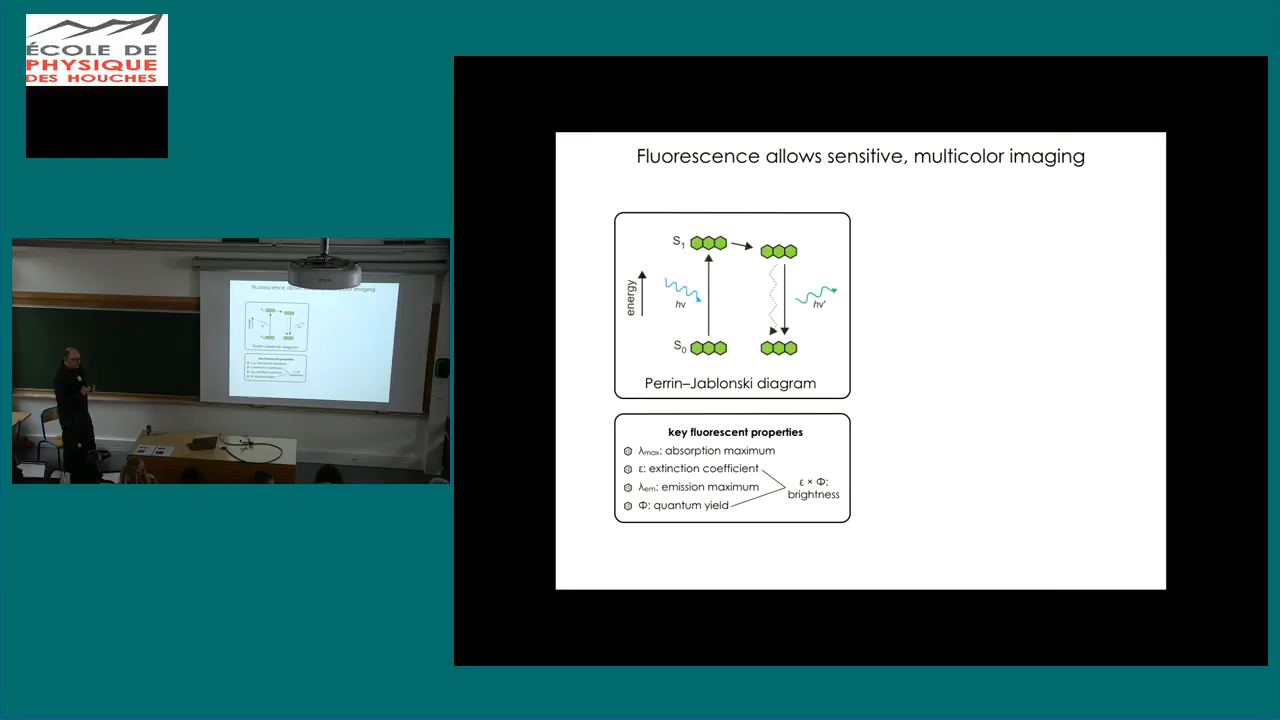 ÉCOLE DE
PHYSIQUE
DES HOUCHES
Fluorescence allows sensitive, multicolor imaging
S₁
energy
hν
hν'
S₀
Perrin–Jablonski diagram
key fluorescent properties
λmax: absorption maximum
ε: extinction coefficient
λem: emission maximum
Φ: quantum yield
ε × Φ:
brightness